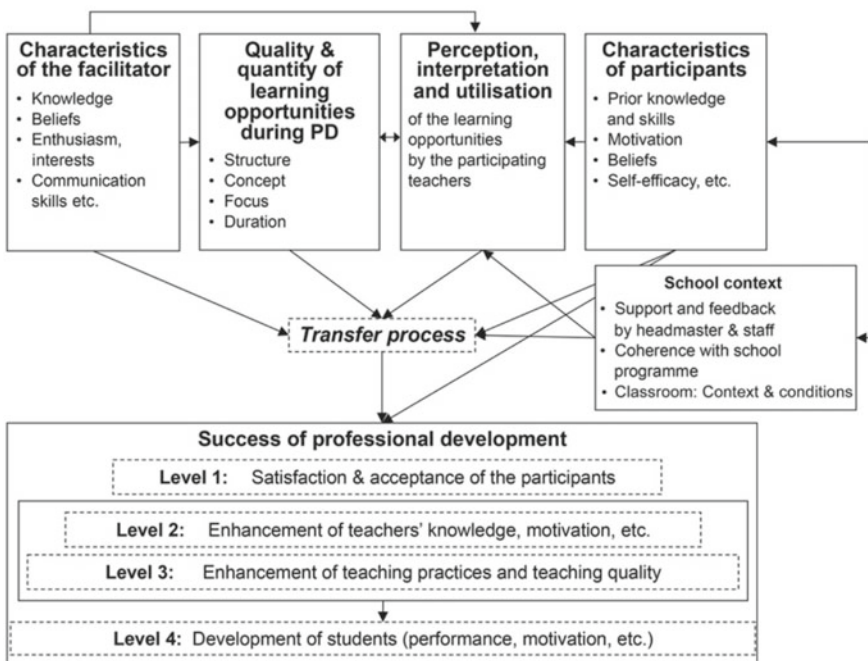 Characteristics
of the facilitator
• Knowledge
• Beliefs
• Enthusiasm,
interests
• Communication
skills etc.
Quality &
quantity of
learning
opportunities
during PD
• Structure
• Concept
• Focus
• Duration
Perception,
interpretation
and utilisation
of the learning
opportunities
by the participating
teachers
Characteristics
of participants
• Prior knowledge
and skills
• Motivation
• Beliefs
• Self-efficacy, etc.
School context
• Support and feedback
by headmaster & staff
• Coherence with school
programme
• Classroom: Context & conditions
Transfer process
Success of professional development
Level 1: Satisfaction & acceptance of the participants
Level 2: Enhancement of teachers' knowledge, motivation, etc.
Level 3: Enhancement of teaching practices and teaching quality
Level 4: Development of students (performance, motivation, etc.)